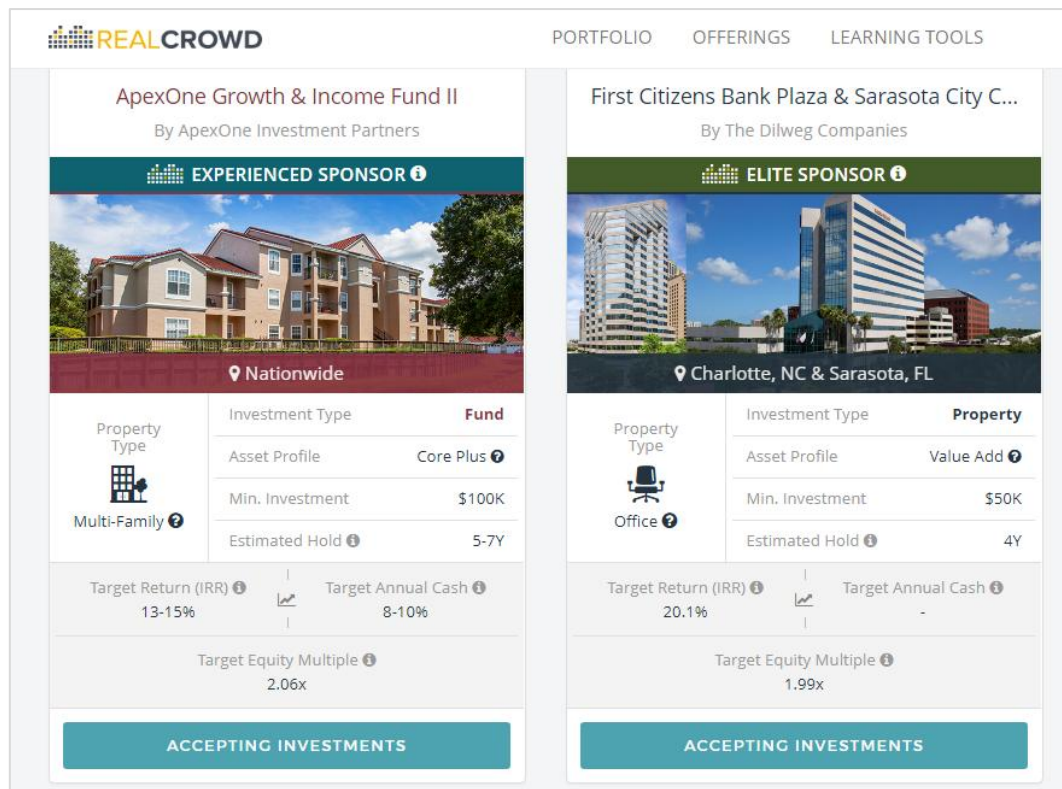 REALCROWD
PORTFOLIO OFFERINGS LEARNING TOOLS
ApexOne Growth & Income Fund II
By ApexOne Investment Partners
EXPERIENCED SPONSOR
Nationwide
Property
Type
Multi-Family
Investment Type Fund
Asset Profile Core Plus
Min. Investment $100K
Estimated Hold 5-7Y
Target Return (IRR) Target Annual Cash
13-15% 8-10%
Target Equity Multiple
2.06x
ACCEPTING INVESTMENTS
First Citizens Bank Plaza & Sarasota City C...
By The Dilweg Companies
ELITE SPONSOR
Charlotte, NC & Sarasota, FL
Property
Type
Office
Investment Type Property
Asset Profile Value Add
Min. Investment $50K
Estimated Hold 4Y
Target Return (IRR) Target Annual Cash
20.1% -
Target Equity Multiple
1.99x
ACCEPTING INVESTMENTS